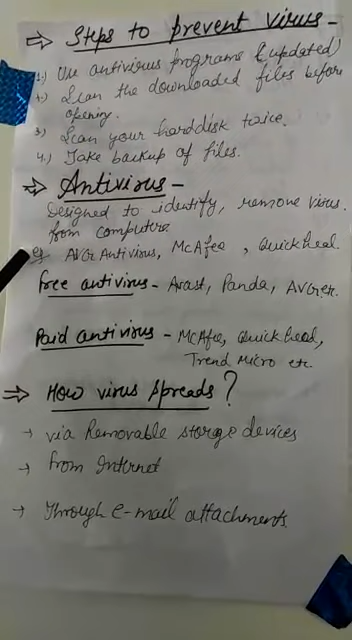 ⇒ Steps to prevent virus -
1.) Use antivirus programs (updated)
2.) Scan the downloaded files before
opening.
3.) Scan your harddisk twice.
4.) Take backup of files.
⇒ Antivirus -
Designed to identify, remove virus.
from computers
eg AVG Antivirus, McAfee , Quick heal
Free antivirus - Avast, Panda, AVG etc.
Paid antivirus - McAfee, Quick heal,
Trend Micro etc.
⇒ How virus spreads?
→ via Removable storage devices
→ from Internet
→ Through e-mail attachments